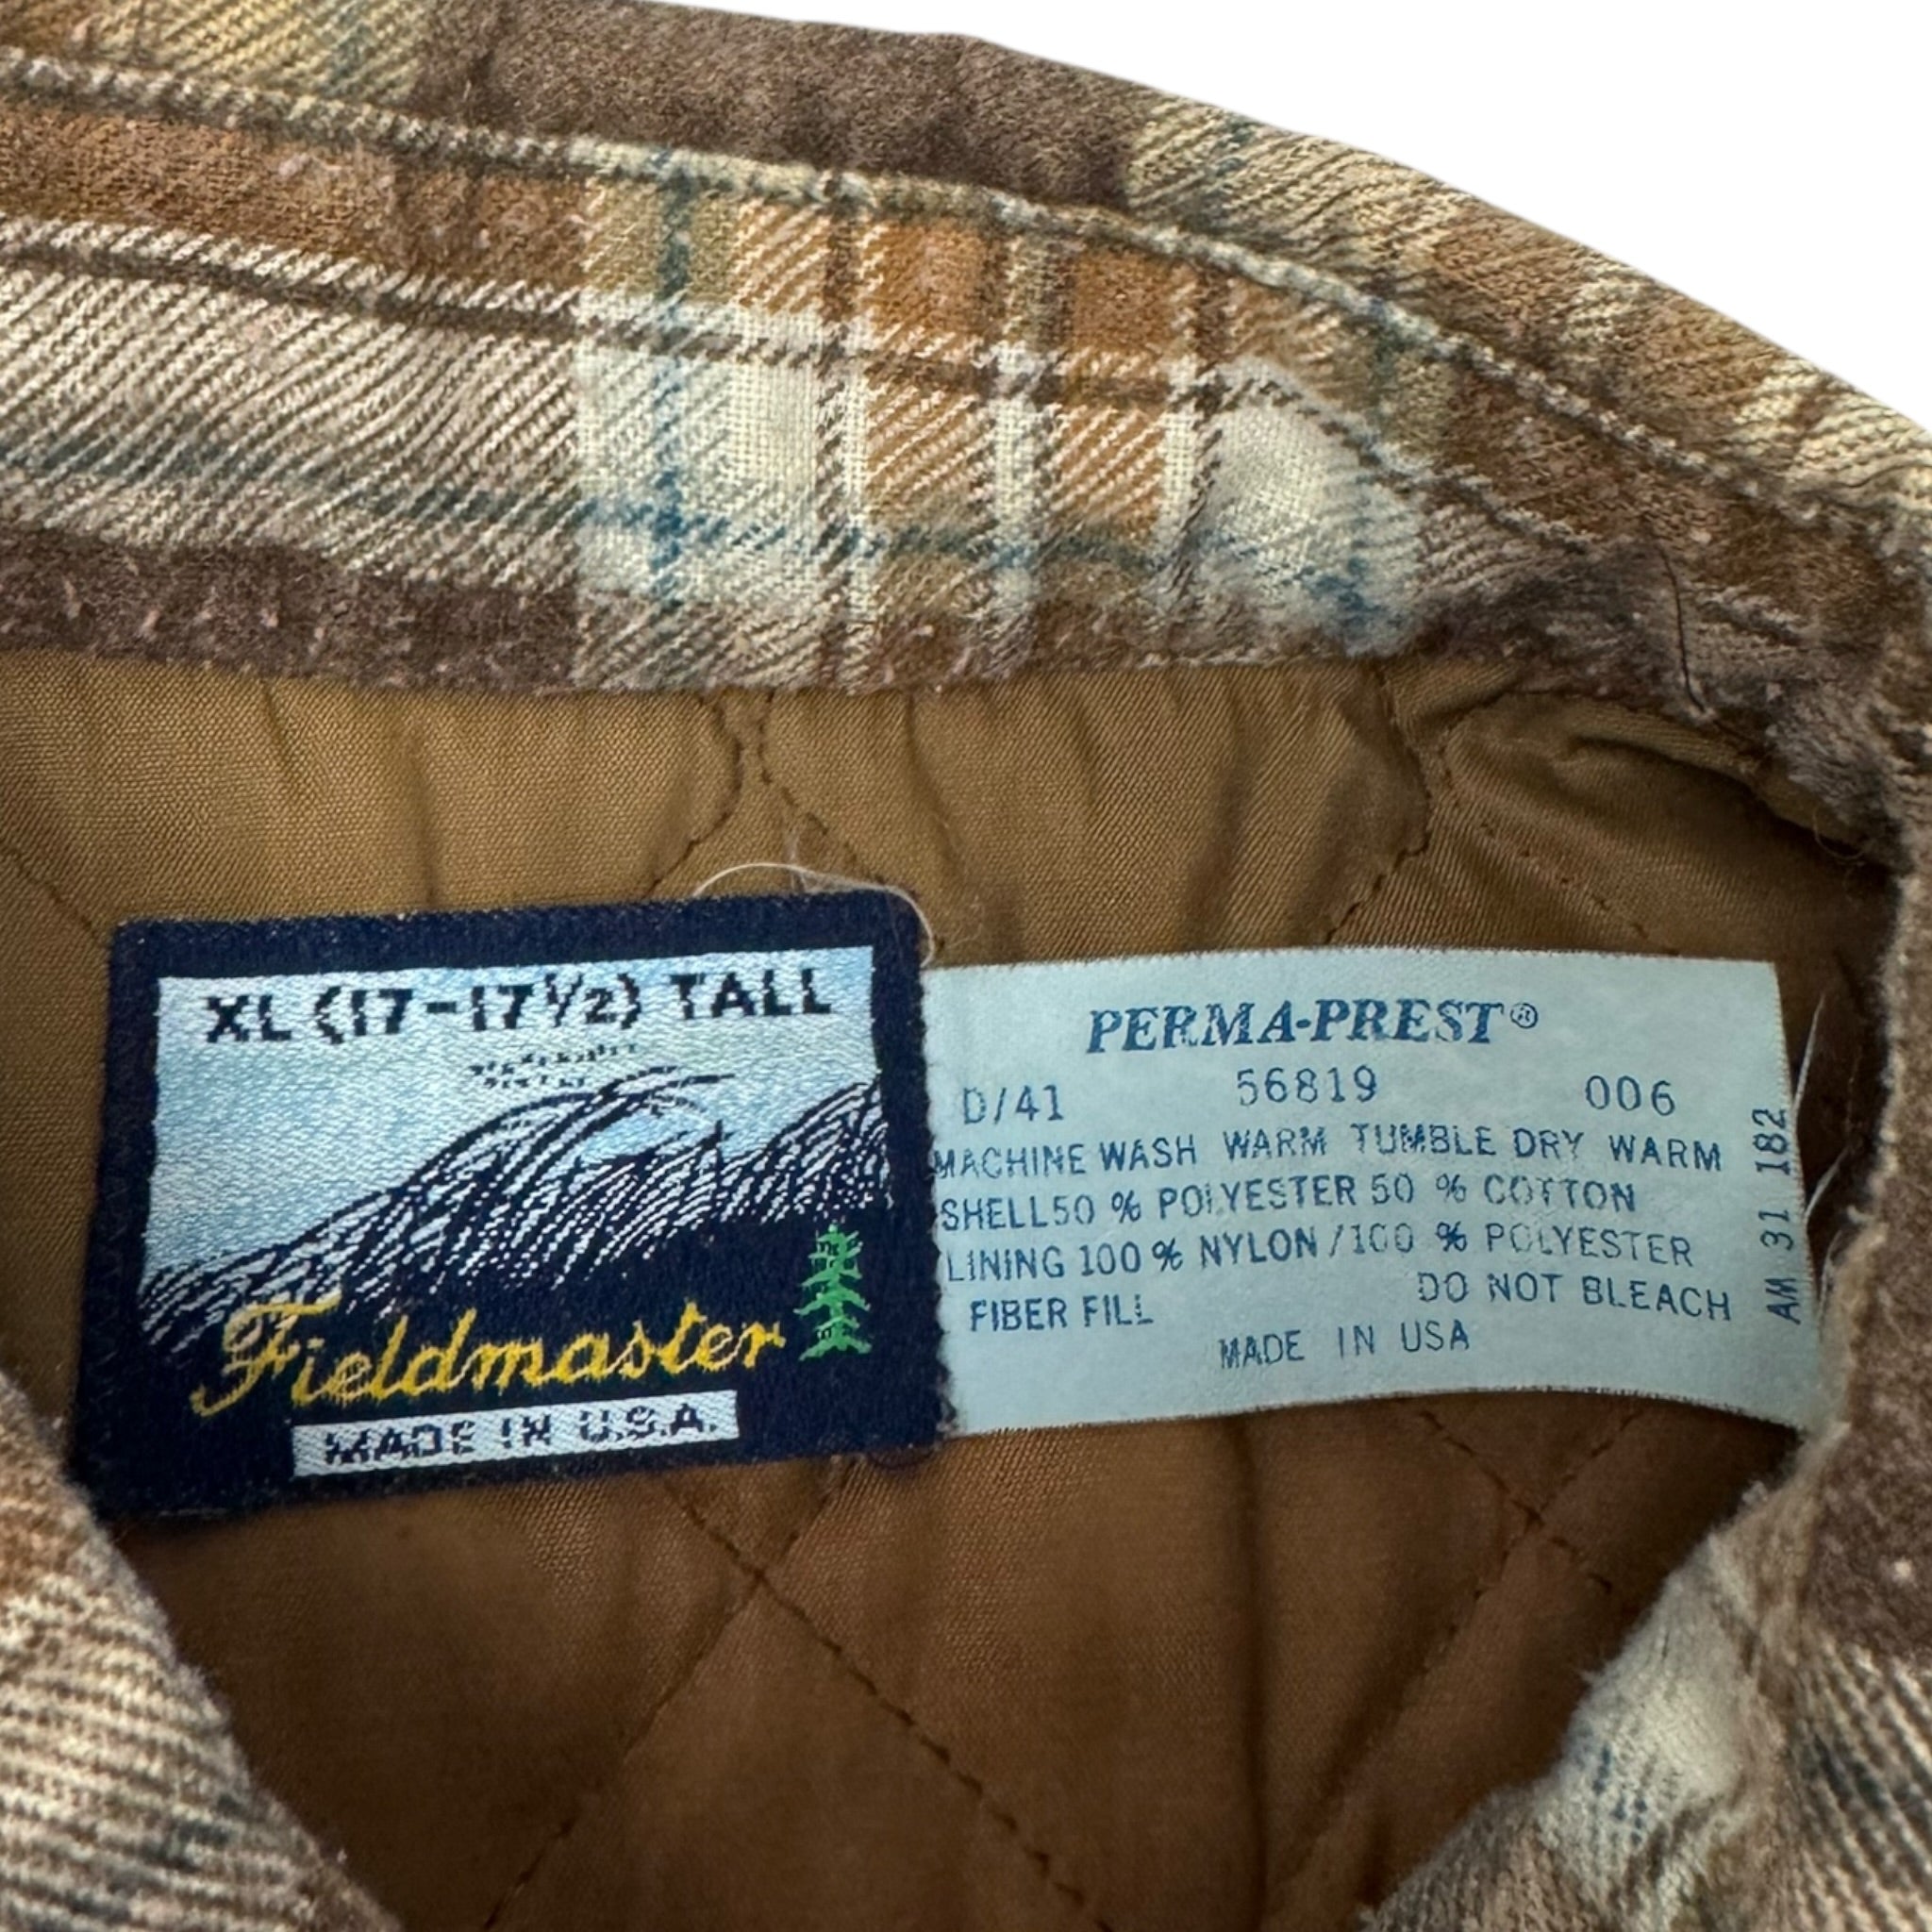 XL (17-17½) TALL
Fieldmaster
MADE IN U.S.A.
PERMA-PREST®
D/41 56819 006
MACHINE WASH WARM TUMBLE DRY WARM
SHELL 50 % POLYESTER 50 % COTTON
LINING 100 % NYLON / 100 % POLYESTER
FIBER FILL DO NOT BLEACH
MADE IN USA
AM 31 182